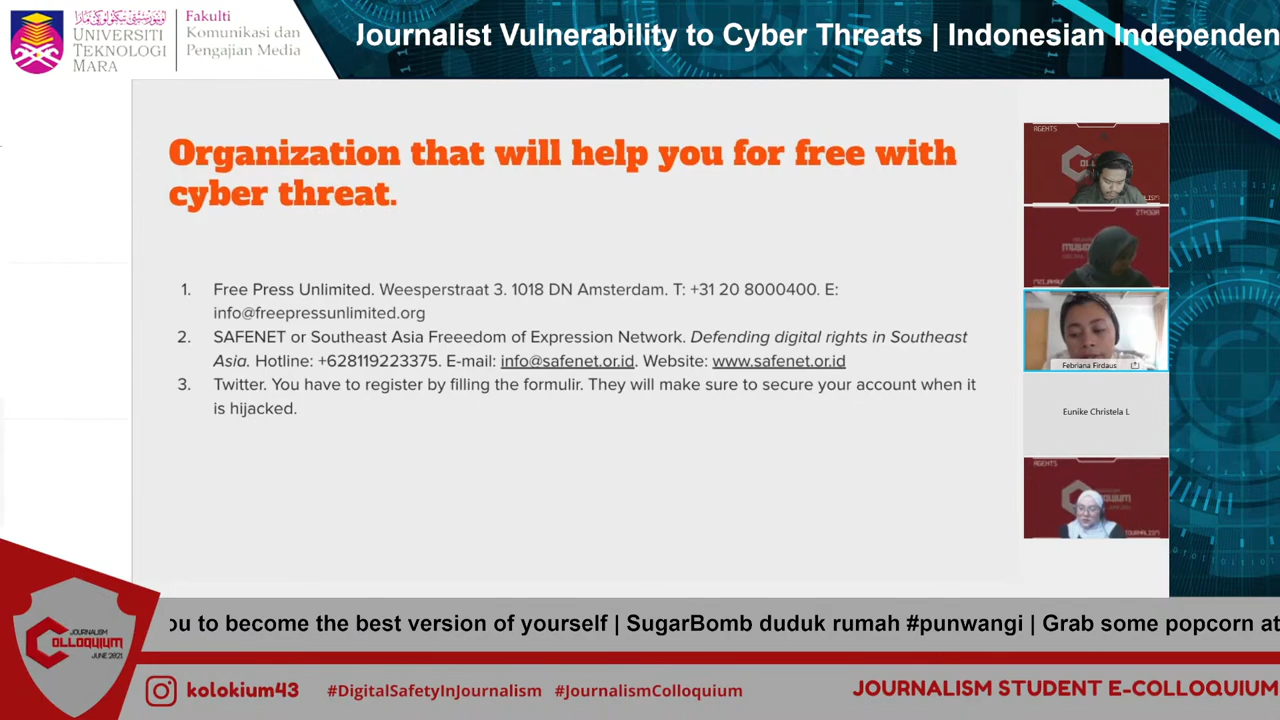 UNIVERSITI
TEKNOLOGI
MARA
Fakulti
Komunikasi dan
Pengajian Media
Journalist Vulnerability to Cyber Threats | Indonesian Independen
Organization that will help you for free with
cyber threat.
1. Free Press Unlimited. Weesperstraat 3. 1018 DN Amsterdam. T: +31 20 8000400. E:
info@freepressunlimited.org
2. SAFENET or Southeast Asia Freeedom of Expression Network. Defending digital rights in Southeast
Asia. Hotline: +628119223375. E-mail: info@safenet.or.id. Website: www.safenet.or.id
3. Twitter. You have to register by filling the formulir. They will make sure to secure your account when it
is hijacked.
AGENTS
Febriana Firdaus
Eunike Christela L
AGENTS
ou to become the best version of yourself | SugarBomb duduk rumah #punwangi | Grab some popcorn at
JOURNALISM
COLLOQUIUM
JUNE 2021
kolokium43
#DigitalSafetyInJournalism #JournalismColloquium
JOURNALISM STUDENT E-COLLOQUIUM